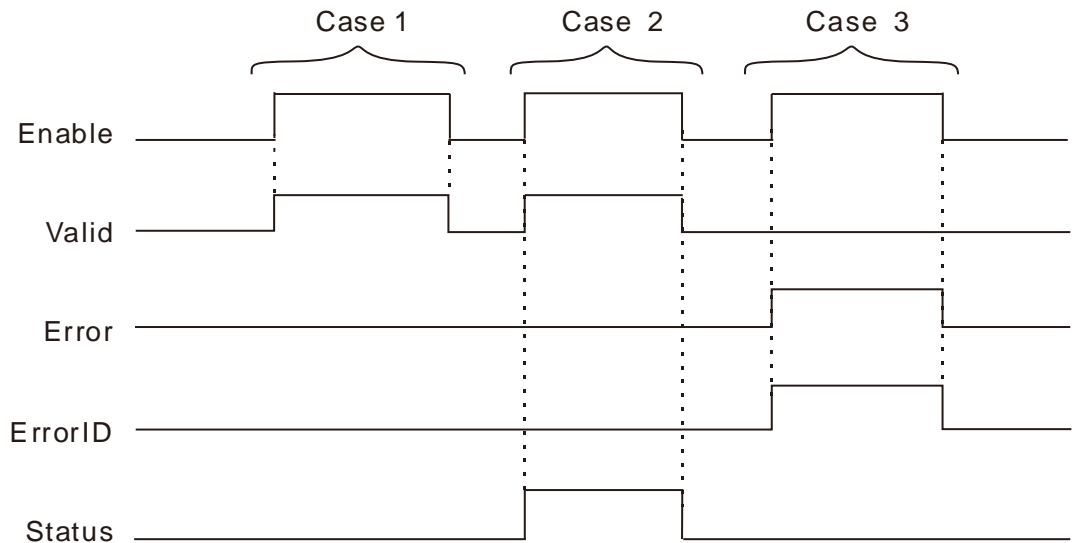 Case 1
Case 2
Case 3
Enable
Valid
Error
ErrorID
Status